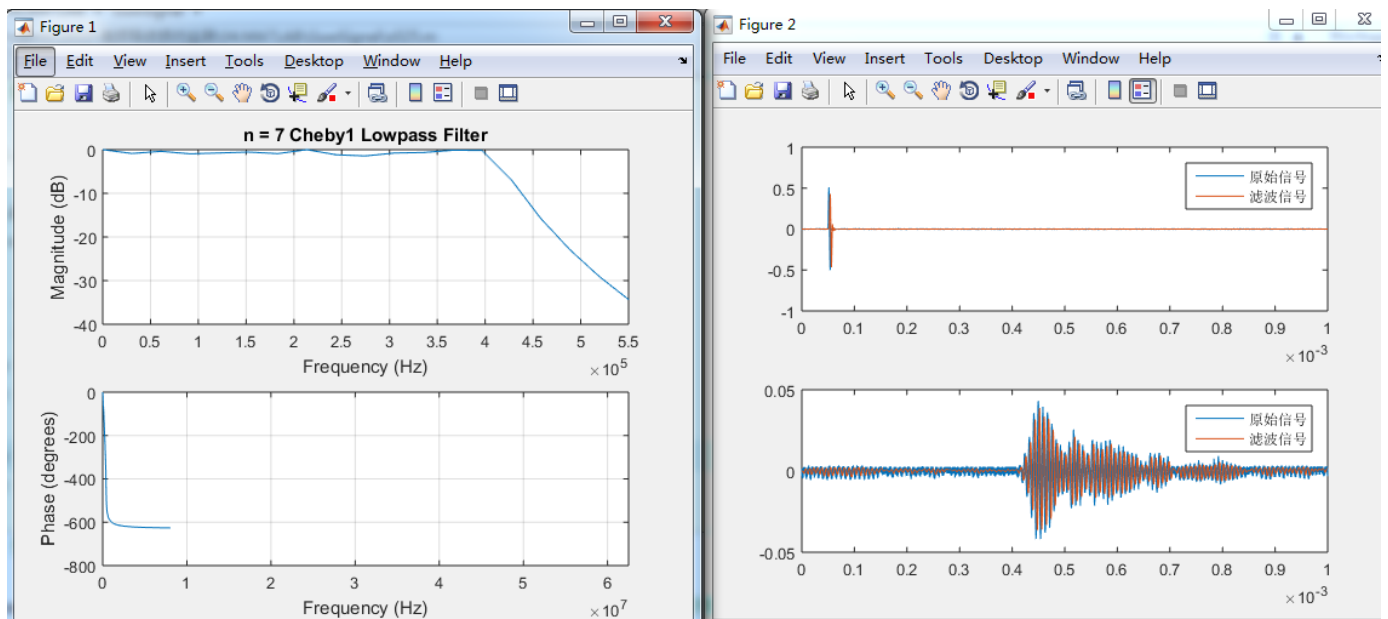 Figure 1
File Edit View Insert Tools Desktop Window Help
n = 7 Cheby1 Lowpass Filter
Magnitude (dB)
0
-10
-20
-30
-40
0 0.5 1 1.5 2 2.5 3 3.5 4 4.5 5 5.5
Frequency (Hz)
×10^5
Phase (degrees)
0
-200
-400
-600
-800
0 1 2 3 4 5 6
Frequency (Hz)
×10^7
Figure 2
File Edit View Insert Tools Desktop Window Help
1
0.5
0
-0.5
-1
原始信号
滤波信号
0 0.1 0.2 0.3 0.4 0.5 0.6 0.7 0.8 0.9 1
×10^-3
0.05
0
-0.05
原始信号
滤波信号
0 0.1 0.2 0.3 0.4 0.5 0.6 0.7 0.8 0.9 1
×10^-3